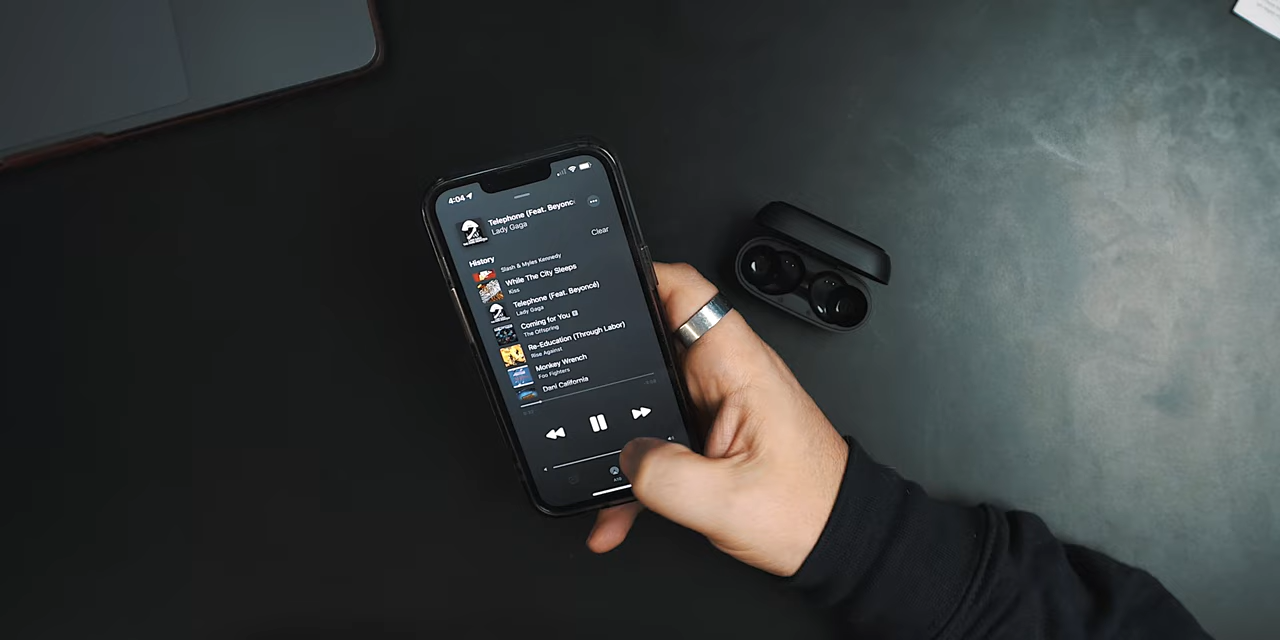 4:04
Telephone (Feat. Beyonc
Lady Gaga
Clear
History
Slash & Myles Kennedy
While The City Sleeps
Kiss
Telephone (Feat. Beyoncé)
Lady Gaga
Coming for You E
The Offspring
Re-Education (Through Labor)
Rise Against
Monkey Wrench
Foo Fighters
Dani California